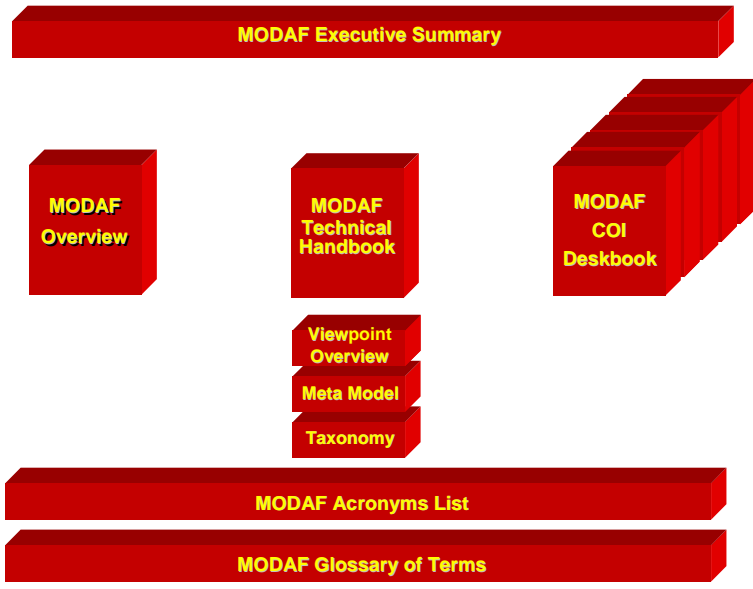 MODAF Executive Summary
MODAF
Overview
MODAF
Technical
Handbook
MODAF
COI
Deskbook
Viewpoint
Overview
Meta Model
Taxonomy
MODAF Acronyms List
MODAF Glossary of Terms